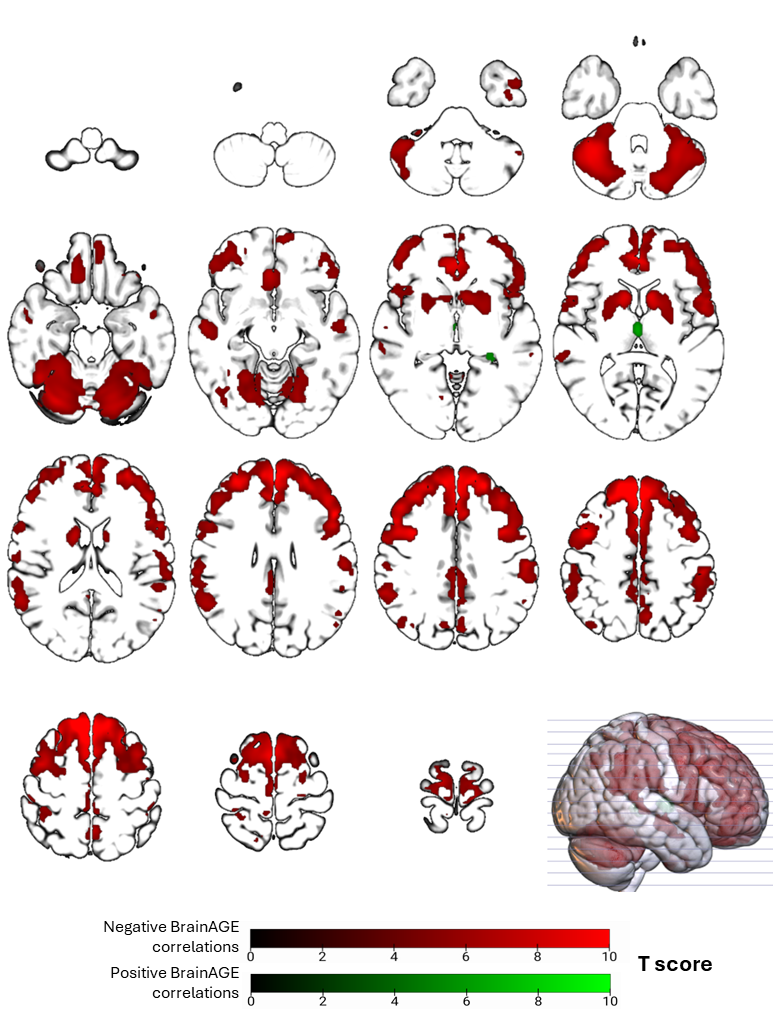 Negative BrainAGE
correlations
0 2 4 6 8 10
Positive BrainAGE
correlations
0 2 4 6 8 10
T score